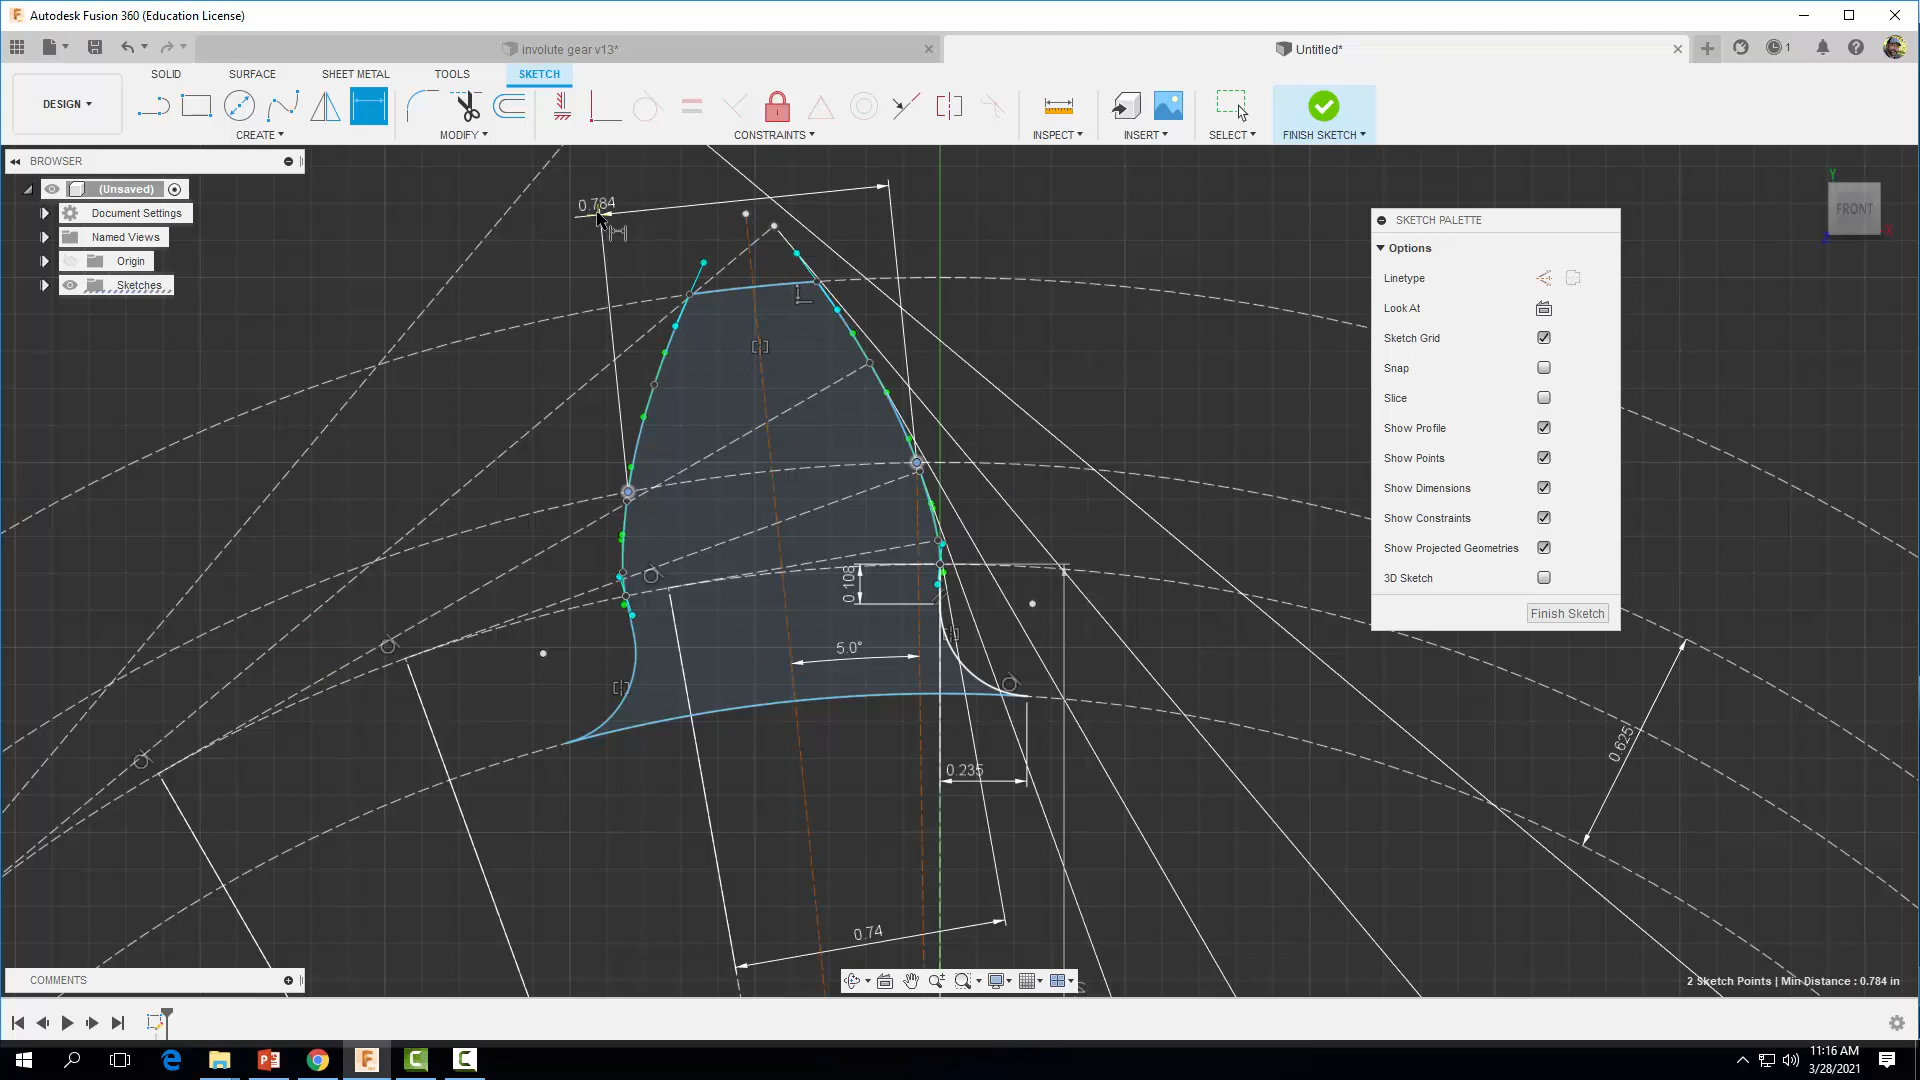 Autodesk Fusion 360 (Education License)
involute gear v13*
Untitled*
1
SOLID
SURFACE
SHEET METAL
TOOLS
SKETCH
DESIGN
CREATE
MODIFY
CONSTRAINTS
INSPECT
INSERT
SELECT
FINISH SKETCH
BROWSER
(Unsaved)
Document Settings
Named Views
Origin
Sketches
Y
FRONT
X
Z
SKETCH PALETTE
Options
Linetype
Look At
Sketch Grid
Snap
Slice
Show Profile
Show Points
Show Dimensions
Show Constraints
Show Projected Geometries
3D Sketch
Finish Sketch
0.784
0.108
5.0°
0.235
0.625
0.74
COMMENTS
2 Sketch Points | Min Distance : 0.784 in
11:16 AM
3/28/2021